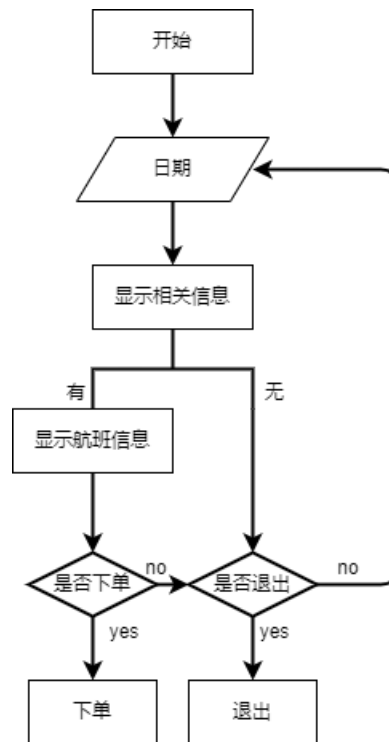 开始
日期
显示相关信息
有
无
显示航班信息
是否下单
no
是否退出
no
yes
yes
下单
退出